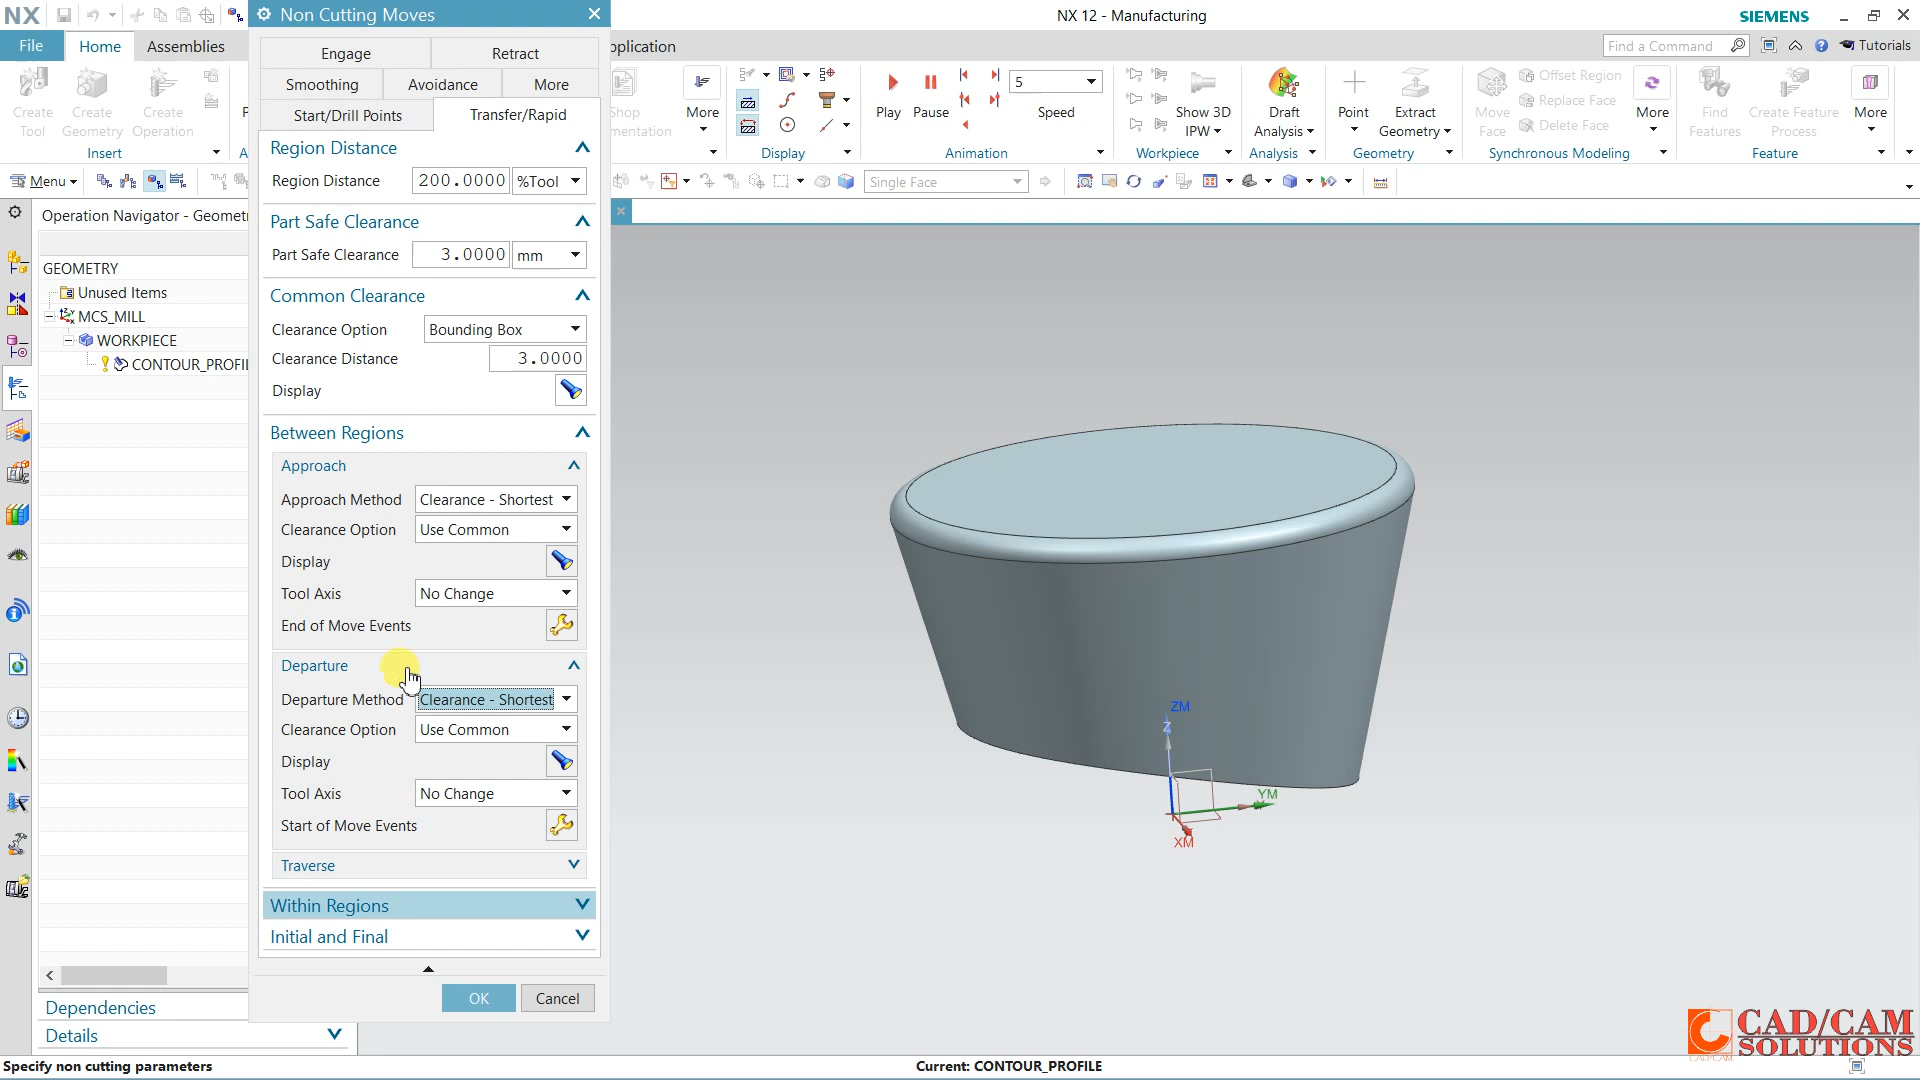 NX
Non Cutting Moves
NX 12 - Manufacturing
SIEMENS
File
Home
Assemblies
pplication
Find a Command
Tutorials
Engage
Retract
Smoothing
Avoidance
More
Start/Drill Points
Transfer/Rapid
Create Tool
Create Geometry
Create Operation
Insert
Shop
mentation
More
Display
Play
Pause
5
Speed
Animation
Show 3D IPW
Workpiece
Draft Analysis
Analysis
Point
Extract Geometry
Geometry
Move Face
Offset Region
Replace Face
Delete Face
More
Synchronous Modeling
Find Features
Create Feature Process
More
Feature
Menu
Single Face
Operation Navigator - Geomet
GEOMETRY
Unused Items
MCS_MILL
WORKPIECE
CONTOUR_PROFI
Region Distance
Region Distance 200.0000 %Tool
Part Safe Clearance
Part Safe Clearance 3.0000 mm
Common Clearance
Clearance Option Bounding Box
Clearance Distance 3.0000
Display
Between Regions
Approach
Approach Method Clearance - Shortest
Clearance Option Use Common
Display
Tool Axis No Change
End of Move Events
Departure
Departure Method Clearance - Shortest
Clearance Option Use Common
Display
Tool Axis No Change
Start of Move Events
Traverse
Within Regions
Initial and Final
OK
Cancel
ZM
Z
YM
XM
Dependencies
Details
CAD/CAM
SOLUTIONS
Specify non cutting parameters
Current: CONTOUR_PROFILE